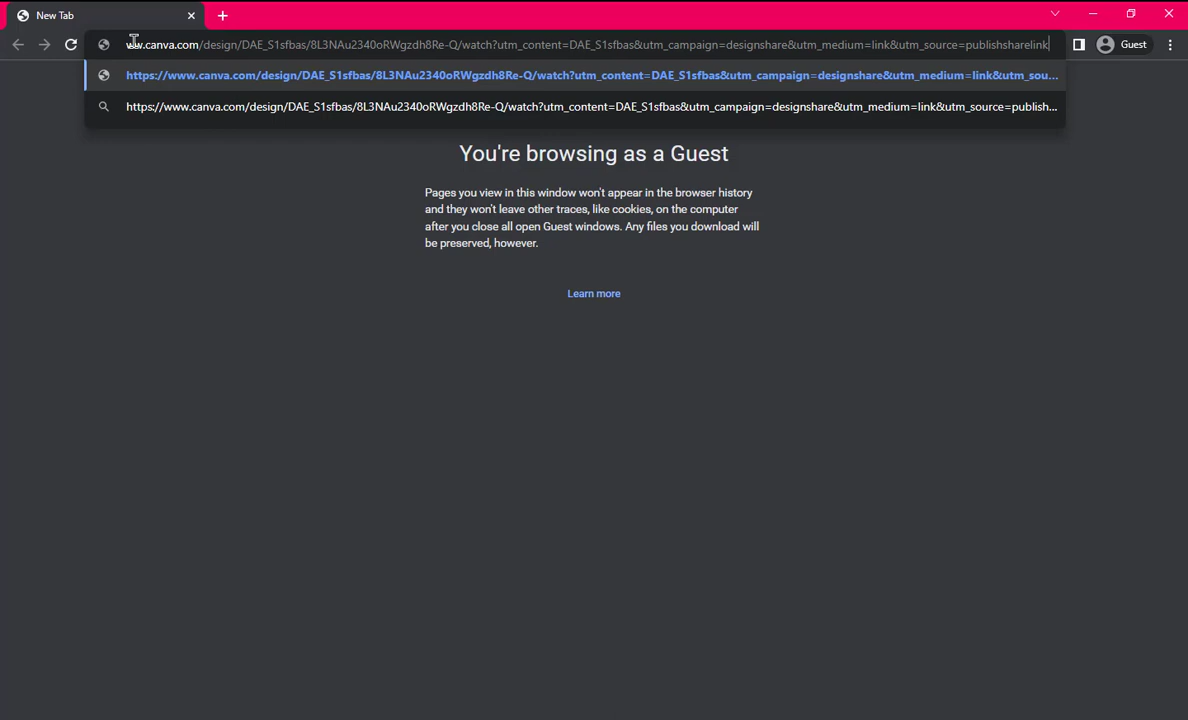 New Tab
ww.canva.com/design/DAE_S1sfbas/8L3NAu2340oRWgzdh8Re-Q/watch?utm_content=DAE_S1sfbas&utm_campaign=designshare&utm_medium=link&utm_source=publishsharelink
Guest
https://www.canva.com/design/DAE_S1sfbas/8L3NAu2340oRWgzdh8Re-Q/watch?utm_content=DAE_S1sfbas&utm_campaign=designshare&utm_medium=link&utm_sou...
https://www.canva.com/design/DAE_S1sfbas/8L3NAu2340oRWgzdh8Re-Q/watch?utm_content=DAE_S1sfbas&utm_campaign=designshare&utm_medium=link&utm_source=publish...
You're browsing as a Guest
Pages you view in this window won't appear in the browser history
and they won't leave other traces, like cookies, on the computer
after you close all open Guest windows. Any files you download will
be preserved, however.
Learn more